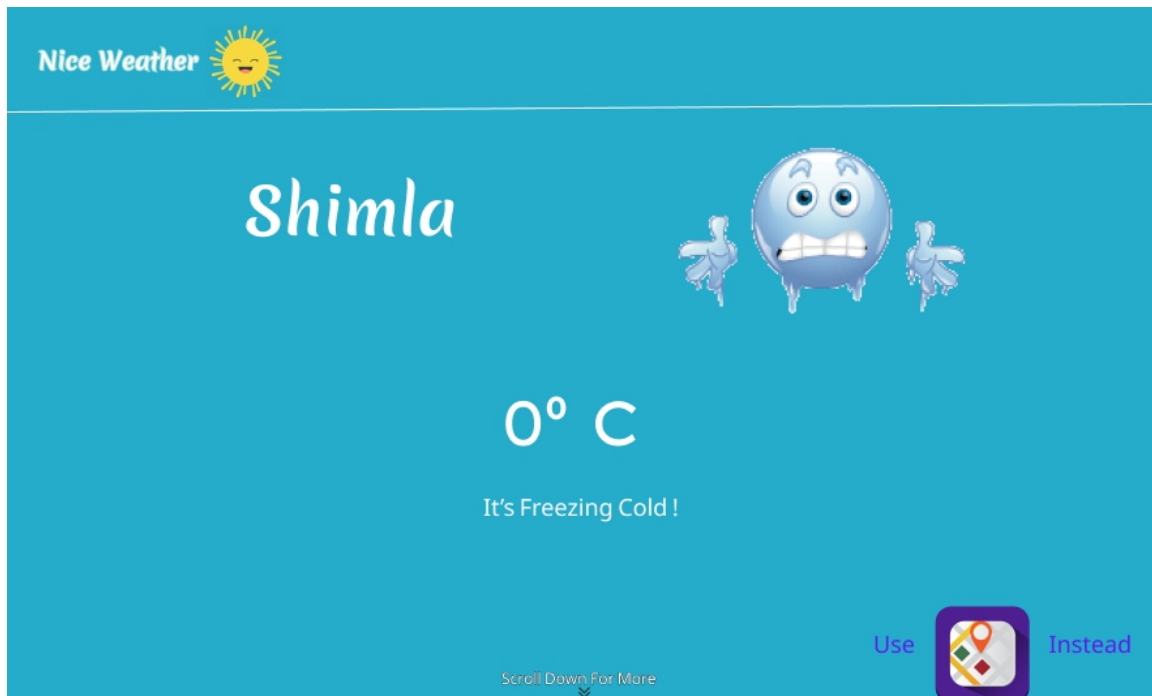 Nice Weather
Shimla
0° C
It's Freezing Cold !
Use Instead
Scroll Down For More